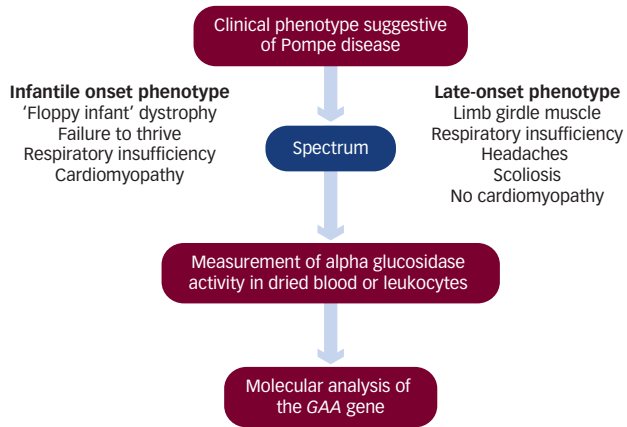 Clinical phenotype suggestive
of Pompe disease
Infantile onset phenotype
‘Floppy infant’ dystrophy
Failure to thrive
Respiratory insufficiency
Cardiomyopathy
Spectrum
Late-onset phenotype
Limb girdle muscle
Respiratory insufficiency
Headaches
Scoliosis
No cardiomyopathy
Measurement of alpha glucosidase
activity in dried blood or leukocytes
Molecular analysis of
the GAA gene